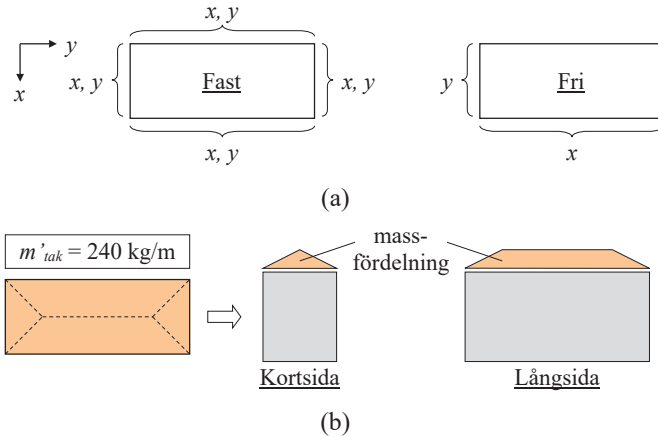 x, y
y
x
x, y
Fast
x, y
x, y
y
Fri
x
(a)
m’tak = 240 kg/m
mass-
fördelning
Kortsida
Långsida
(b)